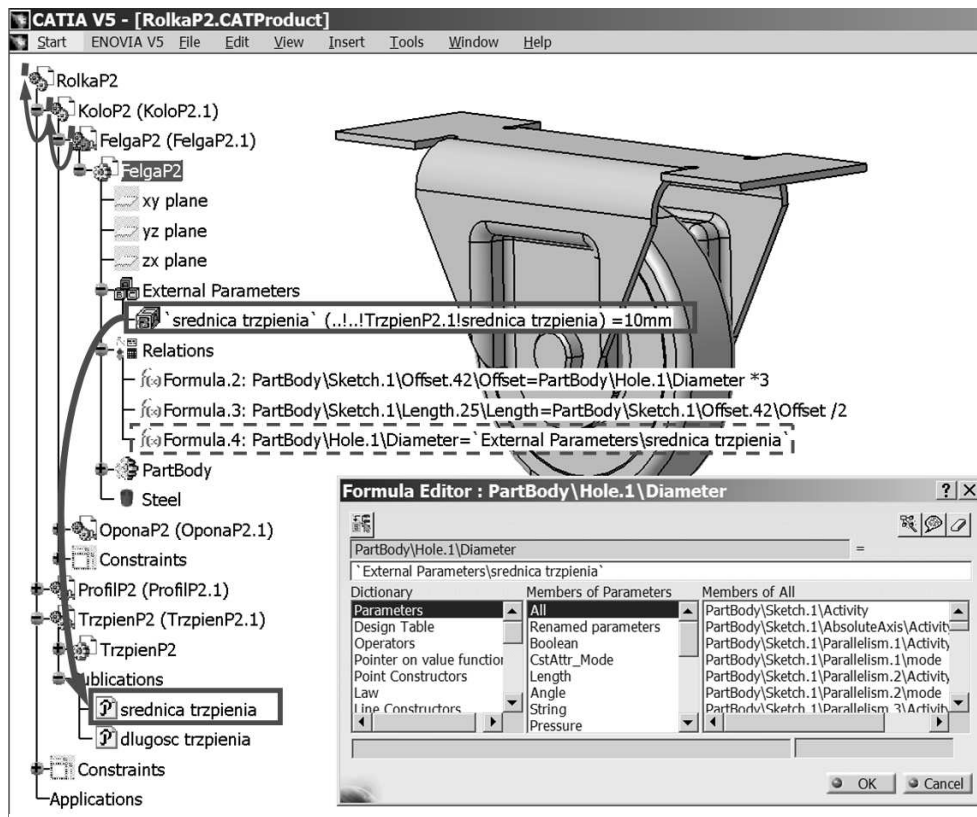 CATIA V5 - [RolkaP2.CATProduct]
Start ENOVIA V5 File Edit View Insert Tools Window Help
RolkaP2
KoloP2 (KoloP2.1)
FelgaP2 (FelgaP2.1)
FelgaP2
xy plane
yz plane
zx plane
External Parameters
`srednica trzpienia` (..!..!TrzpienP2.1!srednica trzpienia) =10mm
Relations
f(x) Formula.2: PartBody\Sketch.1\Offset.42\Offset=PartBody\Hole.1\Diameter *3
f(x) Formula.3: PartBody\Sketch.1\Length.25\Length=PartBody\Sketch.1\Offset.42\Offset /2
f(x) Formula.4: PartBody\Hole.1\Diameter=`External Parameters\srednica trzpienia`
PartBody
Steel
OponaP2 (OponaP2.1)
Constraints
ProfilP2 (ProfilP2.1)
TrzpienP2 (TrzpienP2.1)
TrzpienP2
ublications
srednica trzpienia
dlugosc trzpienia
Constraints
Applications
Formula Editor : PartBody\Hole.1\Diameter ? X
PartBody\Hole.1\Diameter =
`External Parameters\srednica trzpienia`
Dictionary Members of Parameters Members of All
Parameters All PartBody\Sketch.1\Activity
Design Table Renamed parameters PartBody\Sketch.1\AbsoluteAxis\Activity
Operators Boolean PartBody\Sketch.1\Parallelism.1\Activity
Pointer on value function CstAttr_Mode PartBody\Sketch.1\Parallelism.1\mode
Point Constructors Length PartBody\Sketch.1\Parallelism.2\Activity
Law Angle PartBody\Sketch.1\Parallelism.2\mode
Line Constructors String PartBody\Sketch.1\Parallelism.3\Activity
Pressure
OK Cancel